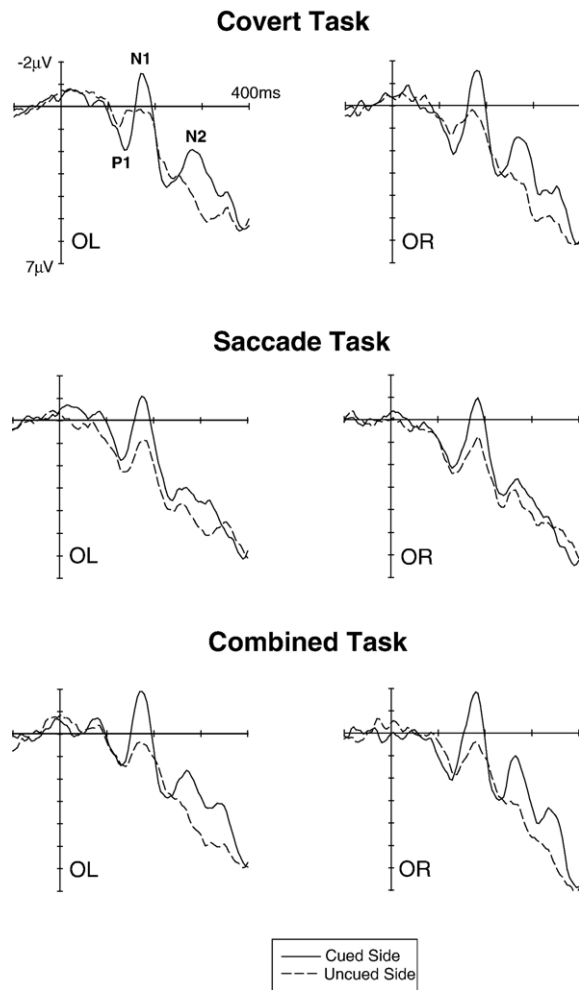 Covert Task
-2µV
N1
400ms
P1
N2
OL
OR
7µV
Saccade Task
OL
OR
Combined Task
OL
OR
Cued Side
Uncued Side